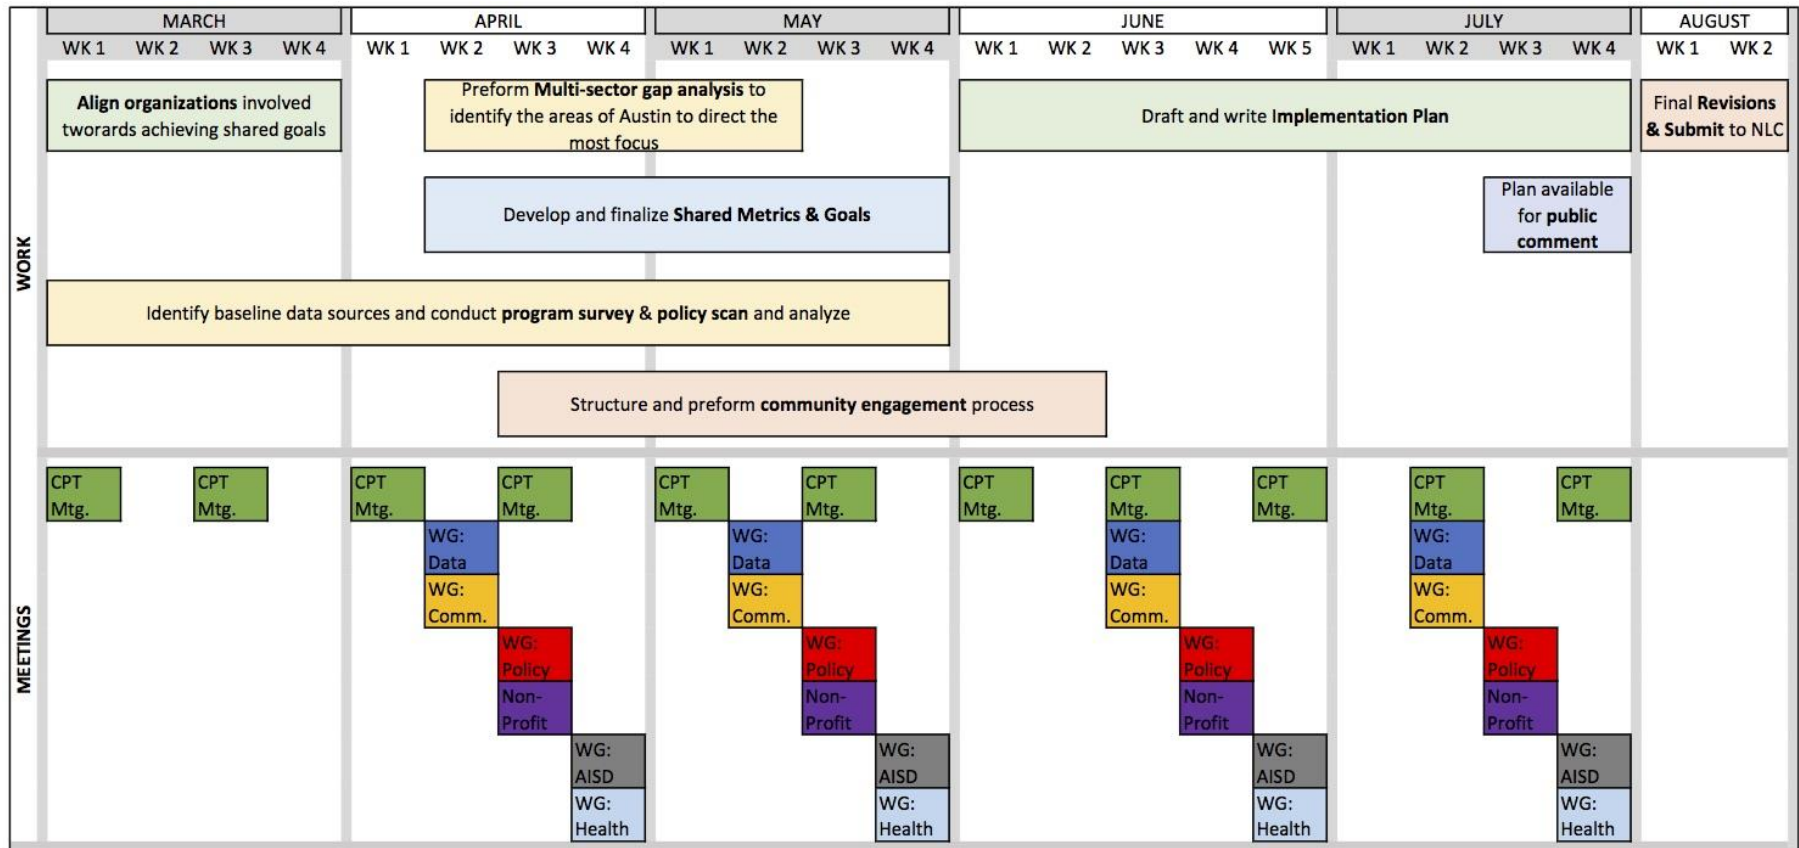 MARCH APRIL MAY JUNE JULY AUGUST
WK 1 WK 2 WK 3 WK 4 WK 1 WK 2 WK 3 WK 4 WK 1 WK 2 WK 3 WK 4 WK 1 WK 2 WK 3 WK 4 WK 5 WK 1 WK 2 WK 3 WK 4 WK 1 WK 2
WORK
Align organizations involved
tworards achieving shared goals
Preform Multi-sector gap analysis to
identify the areas of Austin to direct the
most focus
Draft and write Implementation Plan
Final Revisions
& Submit to NLC
Develop and finalize Shared Metrics & Goals
Plan available
for public
comment
Identify baseline data sources and conduct program survey & policy scan and analyze
Structure and preform community engagement process
MEETINGS
CPT CPT CPT CPT CPT CPT CPT CPT CPT CPT CPT
Mtg. Mtg. Mtg. Mtg. Mtg. Mtg. Mtg. Mtg. Mtg. Mtg. Mtg.
WG: WG: WG: WG:
Data Data Data Data
WG: WG: WG: WG:
Comm. Comm. Comm. Comm.
WG: WG: WG: WG:
Policy Policy Policy Policy
Non- Non- Non- Non-
Profit Profit Profit Profit
WG: WG: WG: WG:
AISD AISD AISD AISD
WG: WG: WG: WG:
Health Health Health Health